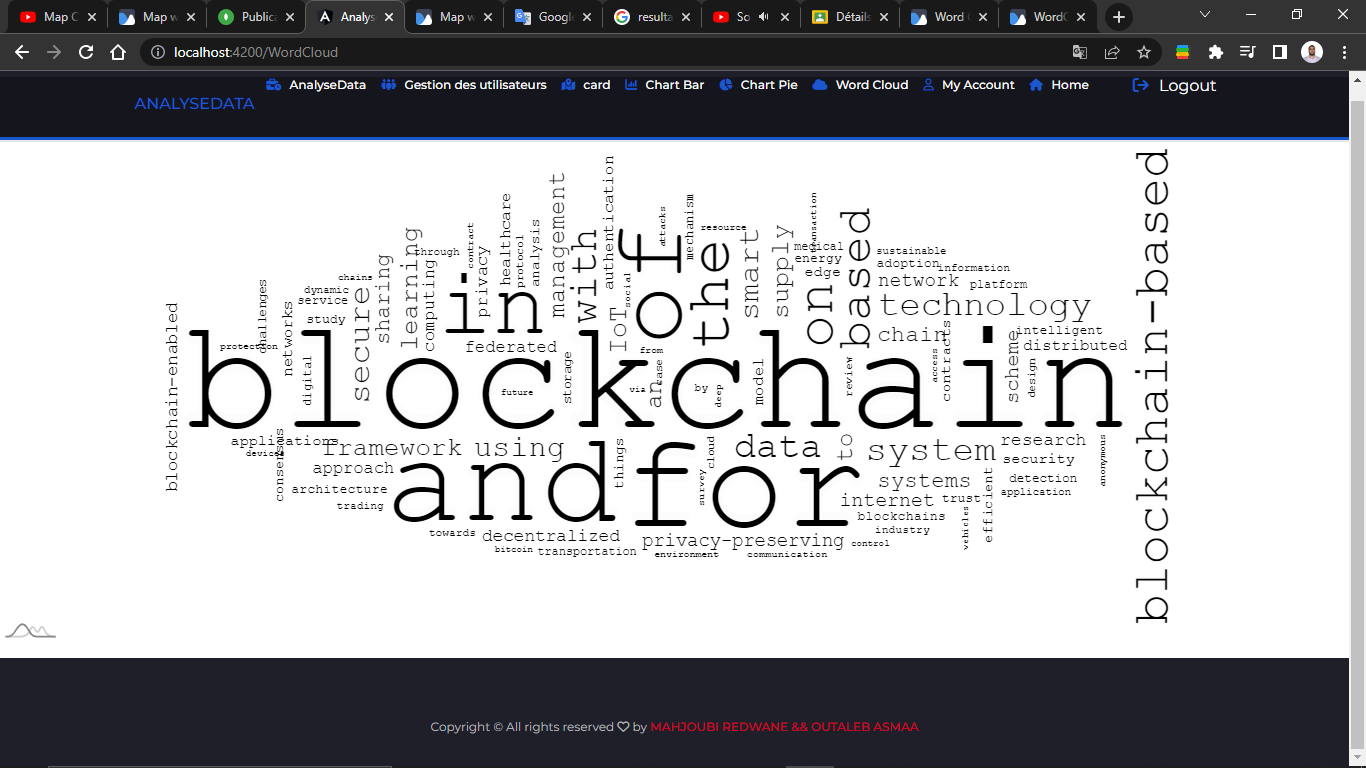 Map C
Map w
Public
Analys
Map w
Google
resulta
So
Détails
Word C
WordC
localhost:4200/WordCloud
ANALYSEDATA
AnalyseData
Gestion des utilisateurs
card
Chart Bar
Chart Pie
Word Cloud
My Account
Home
Logout
blockchain
and
for
of
in
the
on
based
blockchain-based
with
technology
system
data
secure
using
framework
learning
management
smart
supply
sharing
IoT
an
to
chain
network
scheme
systems
internet
computing
privacy
healthcare
authentication
analysis
protocol
contract
through
mechanism
attacks
resource
transaction
medical
energy
edge
sustainable
adoption
information
platform
intelligent
distributed
contracts
access
design
review
model
by
deep
from
case
via
social
storage
future
federated
chains
dynamic
service
study
challenges
networks
protection
digital
blockchain-enabled
applications
devices
consensus
approach
architecture
trading
things
cloud
survey
research
security
detection
application
anonymous
trust
efficient
vehicles
blockchains
industry
control
privacy-preserving
environment
communication
towards
decentralized
bitcoin
transportation
Copyright © All rights reserved ♡ by MAHJOUBI REDWANE && OUTALEB ASMAA